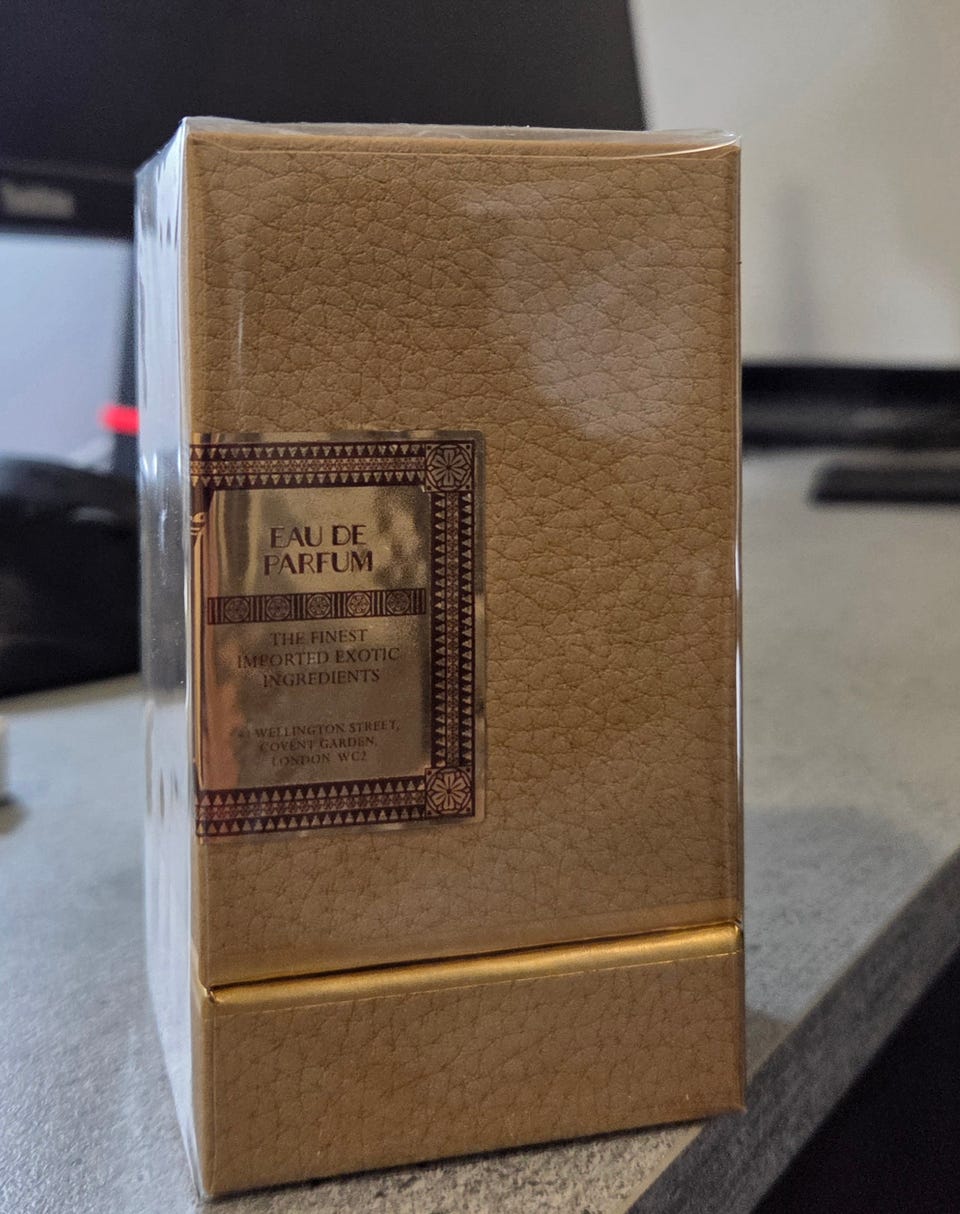 EAU DE
PARFUM
THE FINEST
IMPORTED EXOTIC
INGREDIENTS
WELLINGTON STREET,
COVENT GARDEN,
LONDON WC2